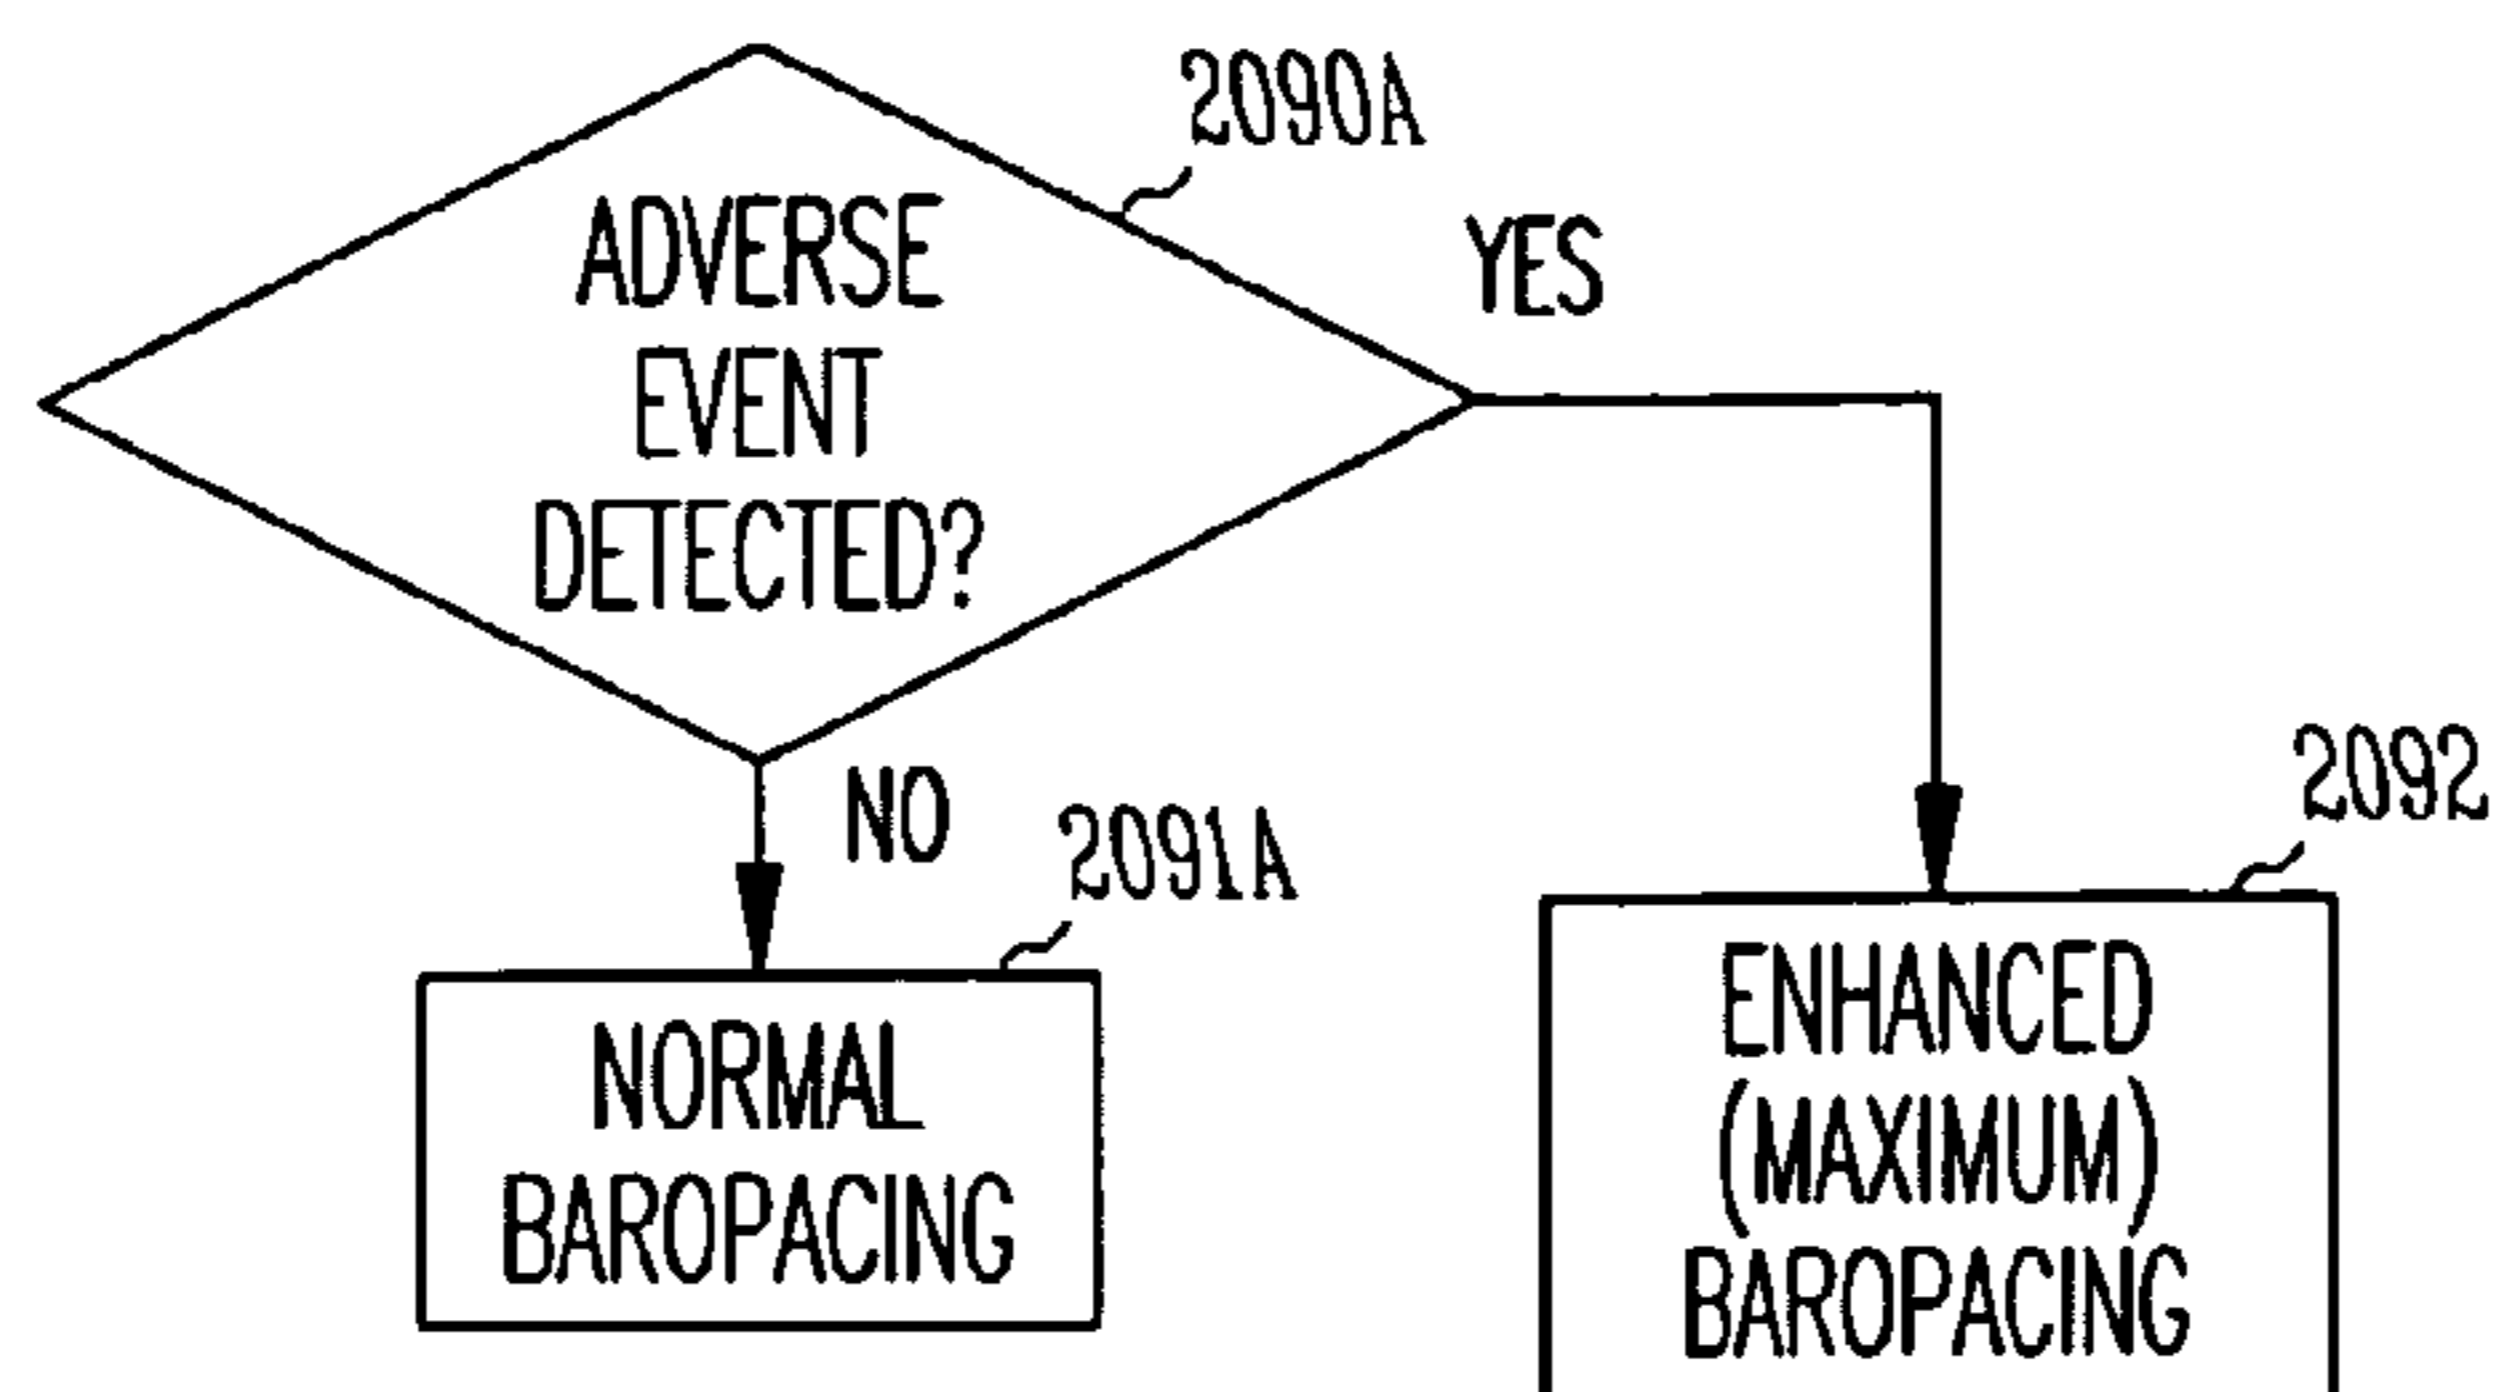 2090A
ADVERSE
EVENT
DETECTED?
YES
NO
2091A
NORMAL
BAROPACING
2092
ENHANCED
(MAXIMUM)
BAROPACING